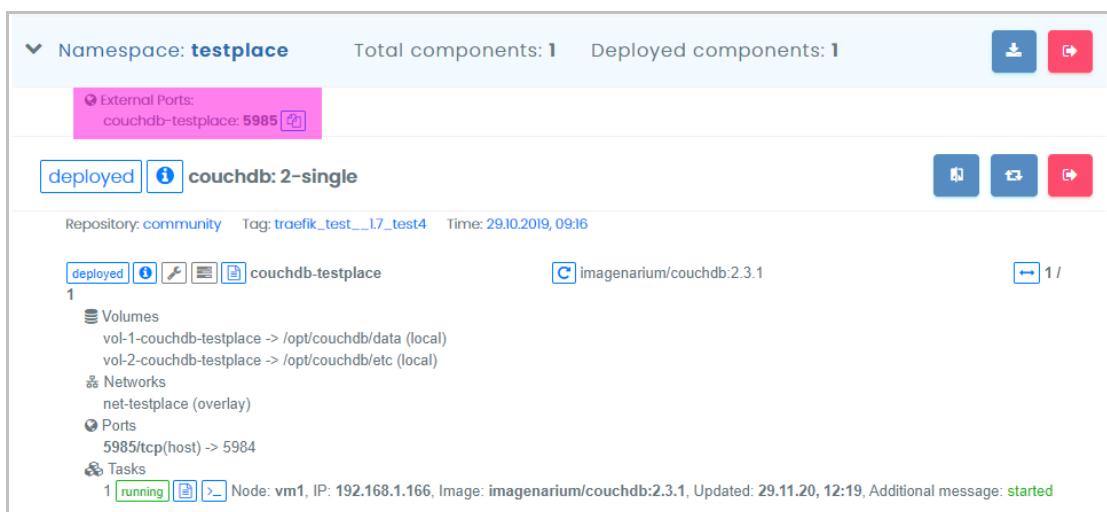 Namespace: testplace Total components: 1 Deployed components: 1
External Ports:
couchdb-testplace: 5985
deployed couchdb: 2-single
Repository: community Tag: traefik_test__1.7_test4 Time: 29.10.2019, 09:16
deployed couchdb-testplace imagenarium/couchdb:2.3.1 1 /
1
Volumes
vol-1-couchdb-testplace -> /opt/couchdb/data (local)
vol-2-couchdb-testplace -> /opt/couchdb/etc (local)
Networks
net-testplace (overlay)
Ports
5985/tcp(host) -> 5984
Tasks
1 running >_ Node: vm1, IP: 192.168.1.166, Image: imagenarium/couchdb:2.3.1, Updated: 29.11.20, 12:19, Additional message: started